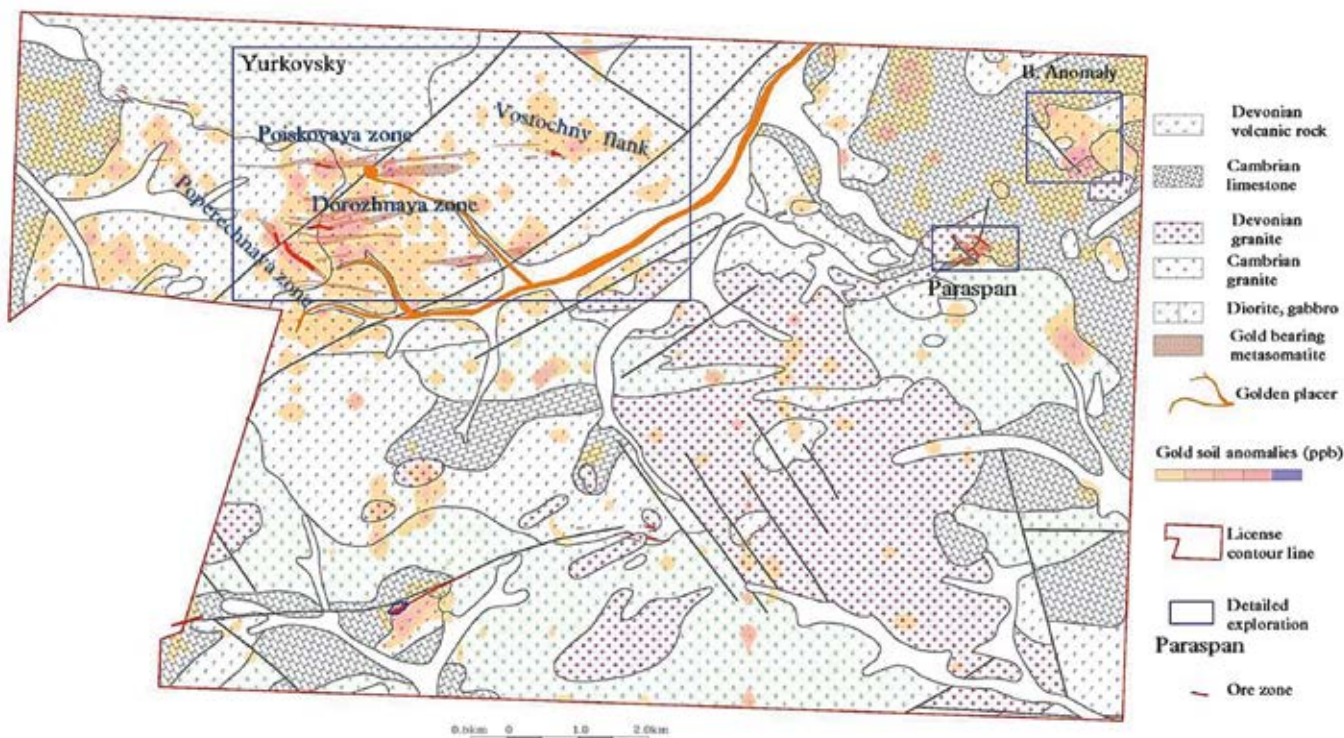 Yurkovsky
Poiskovaya zone
Vostochny flank
Dorozhnaya zone
Poperechnaya zone
B. Anomaly
Paraspan
Devonian
volcanic rock
Cambrian
limestone
Devonian
granite
Cambrian
granite
Diorite, gabbro
Gold bearing
metasomatite
Golden placer
Gold soil anomalies (ppb)
License
contour line
Detailed
exploration
Paraspan
Ore zone
0 1.0 2.0km